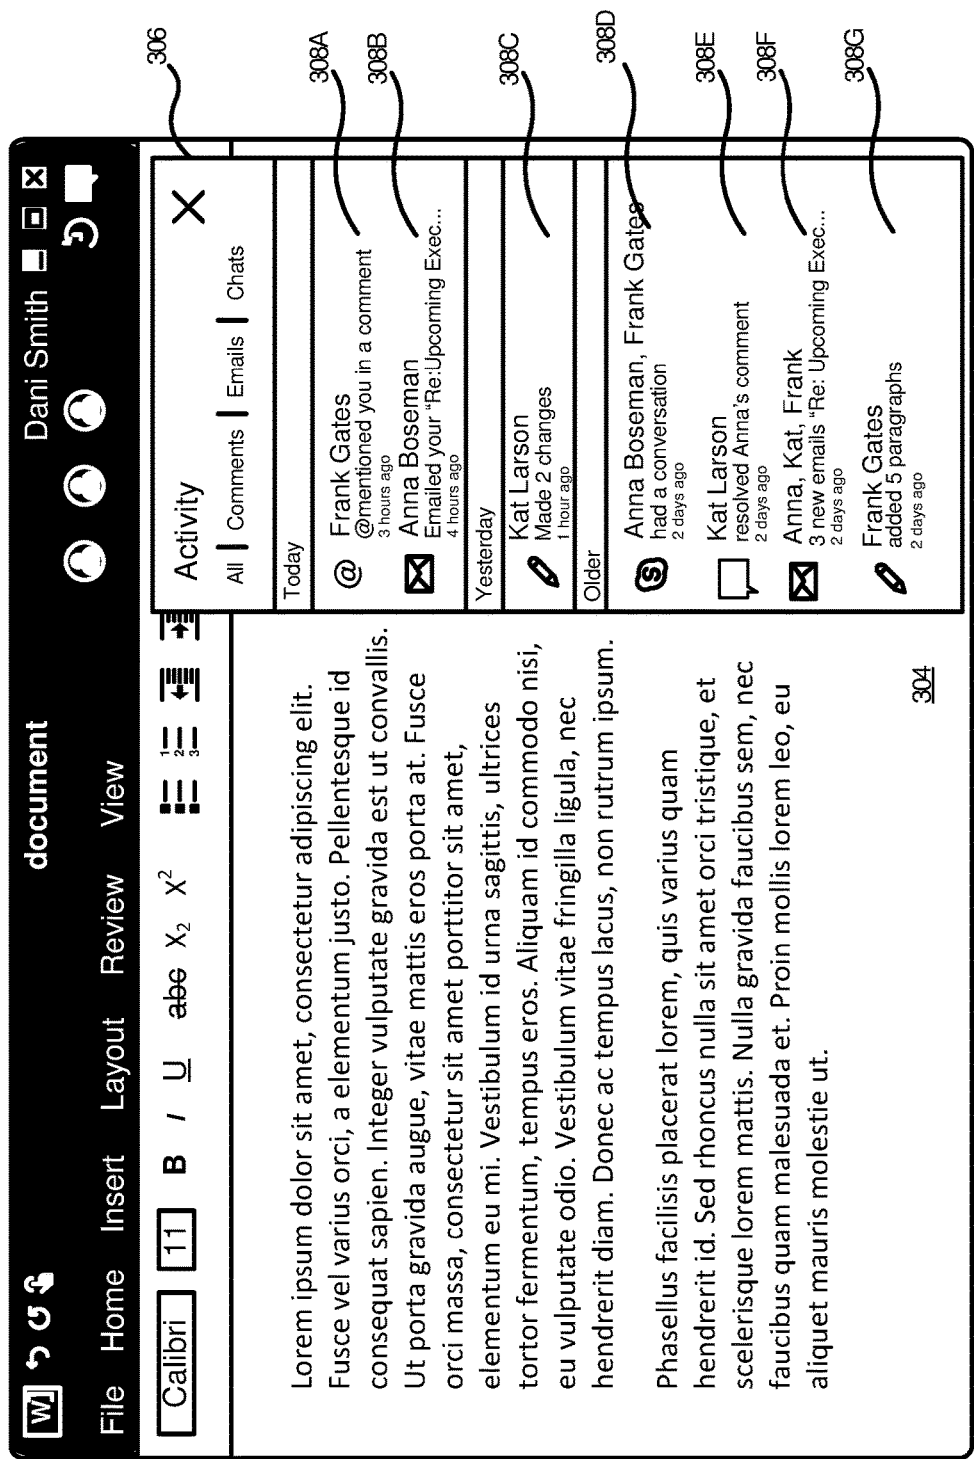 document
Dani Smith
W
File Home Insert Layout Review View
Calibri 11 B I U abc X₂ X² 1 2 3
Lorem ipsum dolor sit amet, consectetur adipiscing elit.
Fusce vel varius orci, a elementum justo. Pellentesque id
consequat sapien. Integer vulputate gravida est ut convallis.
Ut porta gravida augue, vitae mattis eros porta at. Fusce
orci massa, consectetur sit amet porttitor sit amet,
elementum eu mi. Vestibulum id urna sagittis, ultrices
tortor fermentum, tempus eros. Aliquam id commodo nisi,
eu vulputate odio. Vestibulum vitae fringilla ligula, nec
hendrerit diam. Donec ac tempus lacus, non rutrum ipsum.
Phasellus facilisis placerat lorem, quis varius quam
hendrerit id. Sed rhoncus nulla sit amet orci tristique, et
scelerisque lorem mattis. Nulla gravida faucibus sem, nec
faucibus quam malesuada et. Proin mollis lorem leo, eu
aliquet mauris molestie ut.
304
Activity X
All | Comments | Emails | Chats
Today
@ Frank Gates
@mentioned you in a comment
3 hours ago
Anna Boseman
Emailed your “Re:Upcoming Exec...
4 hours ago
Yesterday
Kat Larson
Made 2 changes
1 hour ago
Older
S Anna Boseman, Frank Gates
had a conversation
2 days ago
Kat Larson
resolved Anna’s comment
2 days ago
Anna, Kat, Frank
3 new emails “Re: Upcoming Exec...
2 days ago
Frank Gates
added 5 paragraphs
2 days ago
306
308A
308B
308C
308D
308E
308F
308G